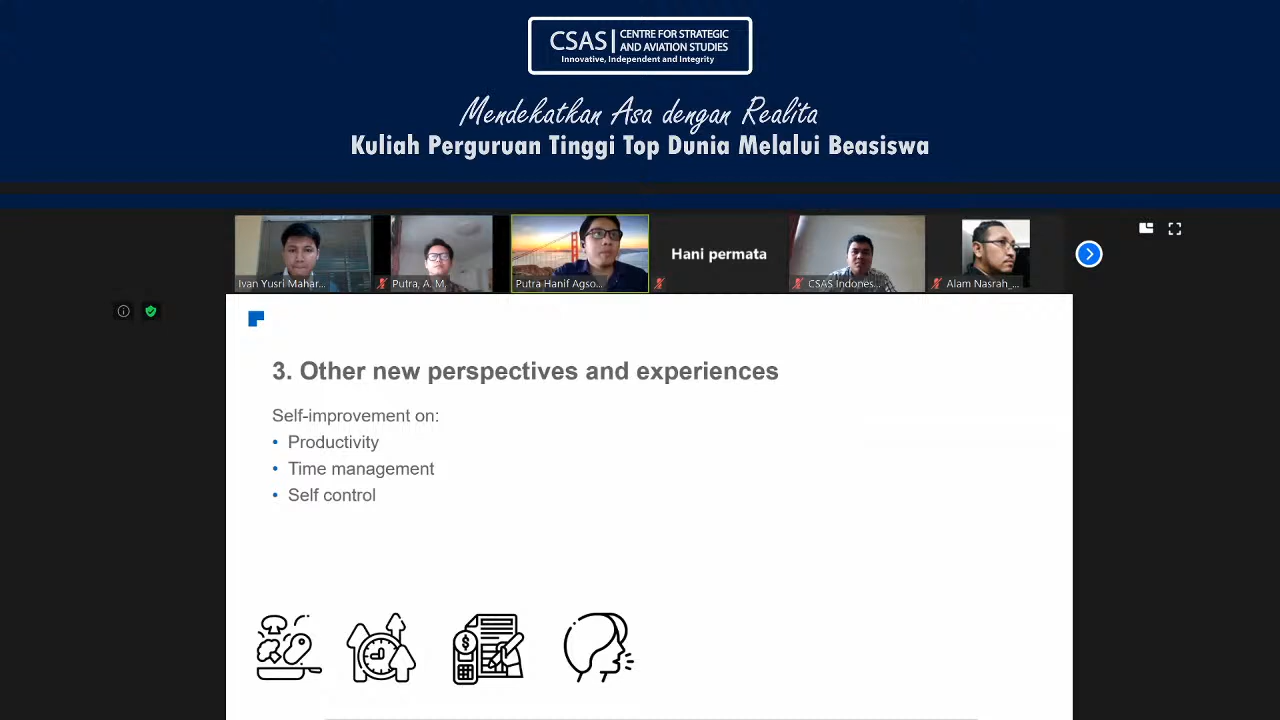 CSAS
CENTRE FOR STRATEGIC
AND AVIATION STUDIES
Innovative, Independent and Integrity
Mendekatkan Asa dengan Realita
Kuliah Perguruan Tinggi Top Dunia Melalui Beasiswa
Ivan Yusri Mahar...
Putra, A. M.
Putra Hanif Agso...
Hani permata
CSAS Indones...
Alam Nasrah_...
3. Other new perspectives and experiences
Self-improvement on:
• Productivity
• Time management
• Self control
$